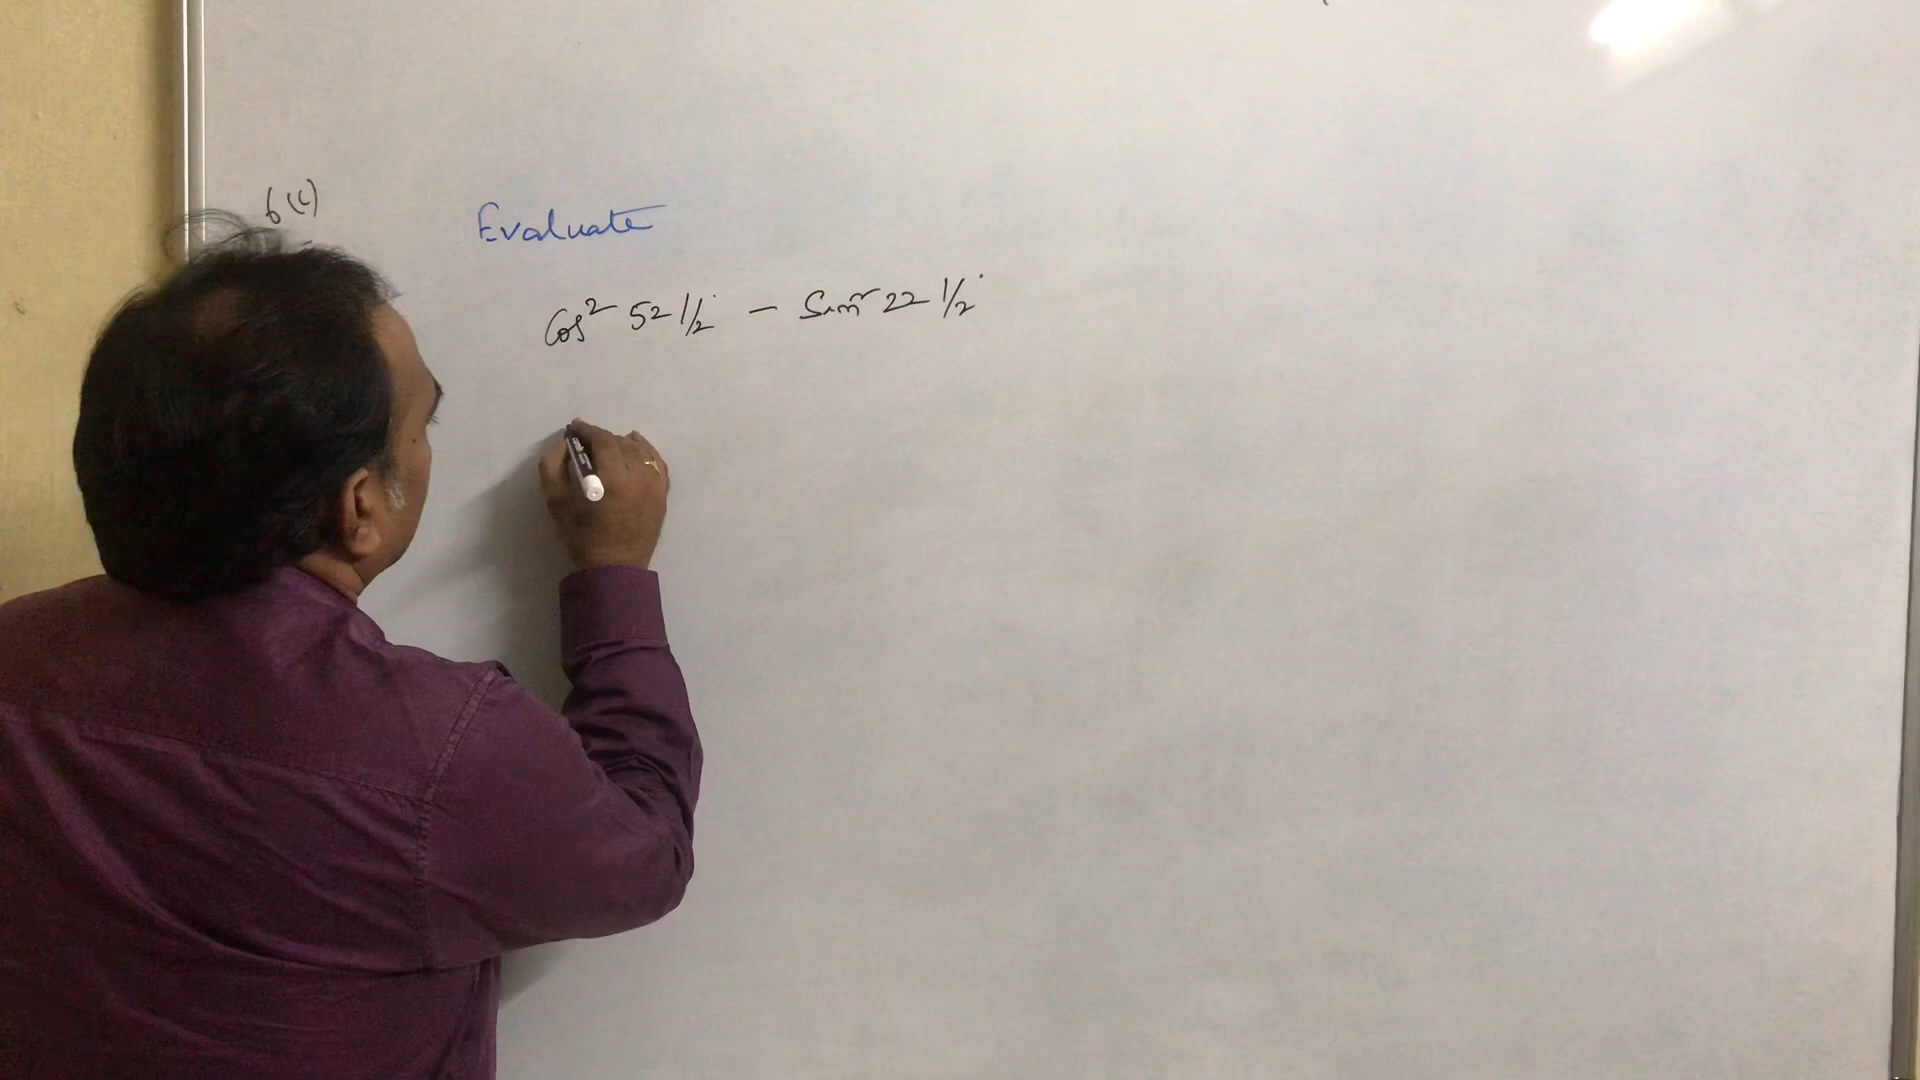 6(c)
Evaluate
Cos² 52 1/2° - Sin² 22 1/2°